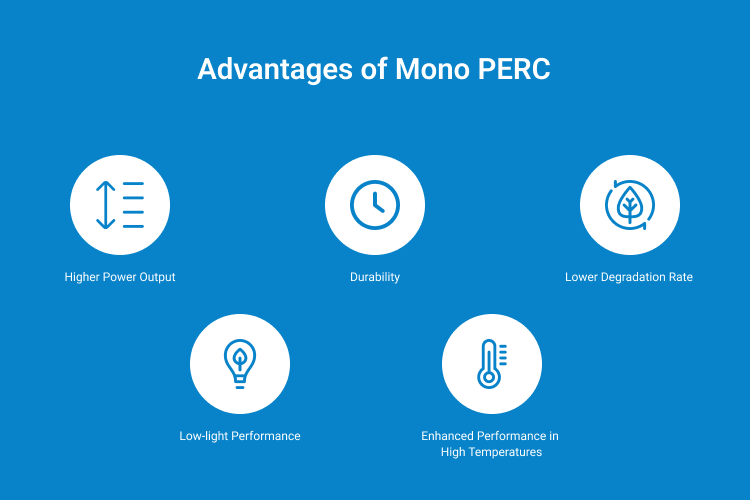 Advantages of Mono PERC
Higher Power Output
Durability
Lower Degradation Rate
Low-light Performance
Enhanced Performance in
High Temperatures